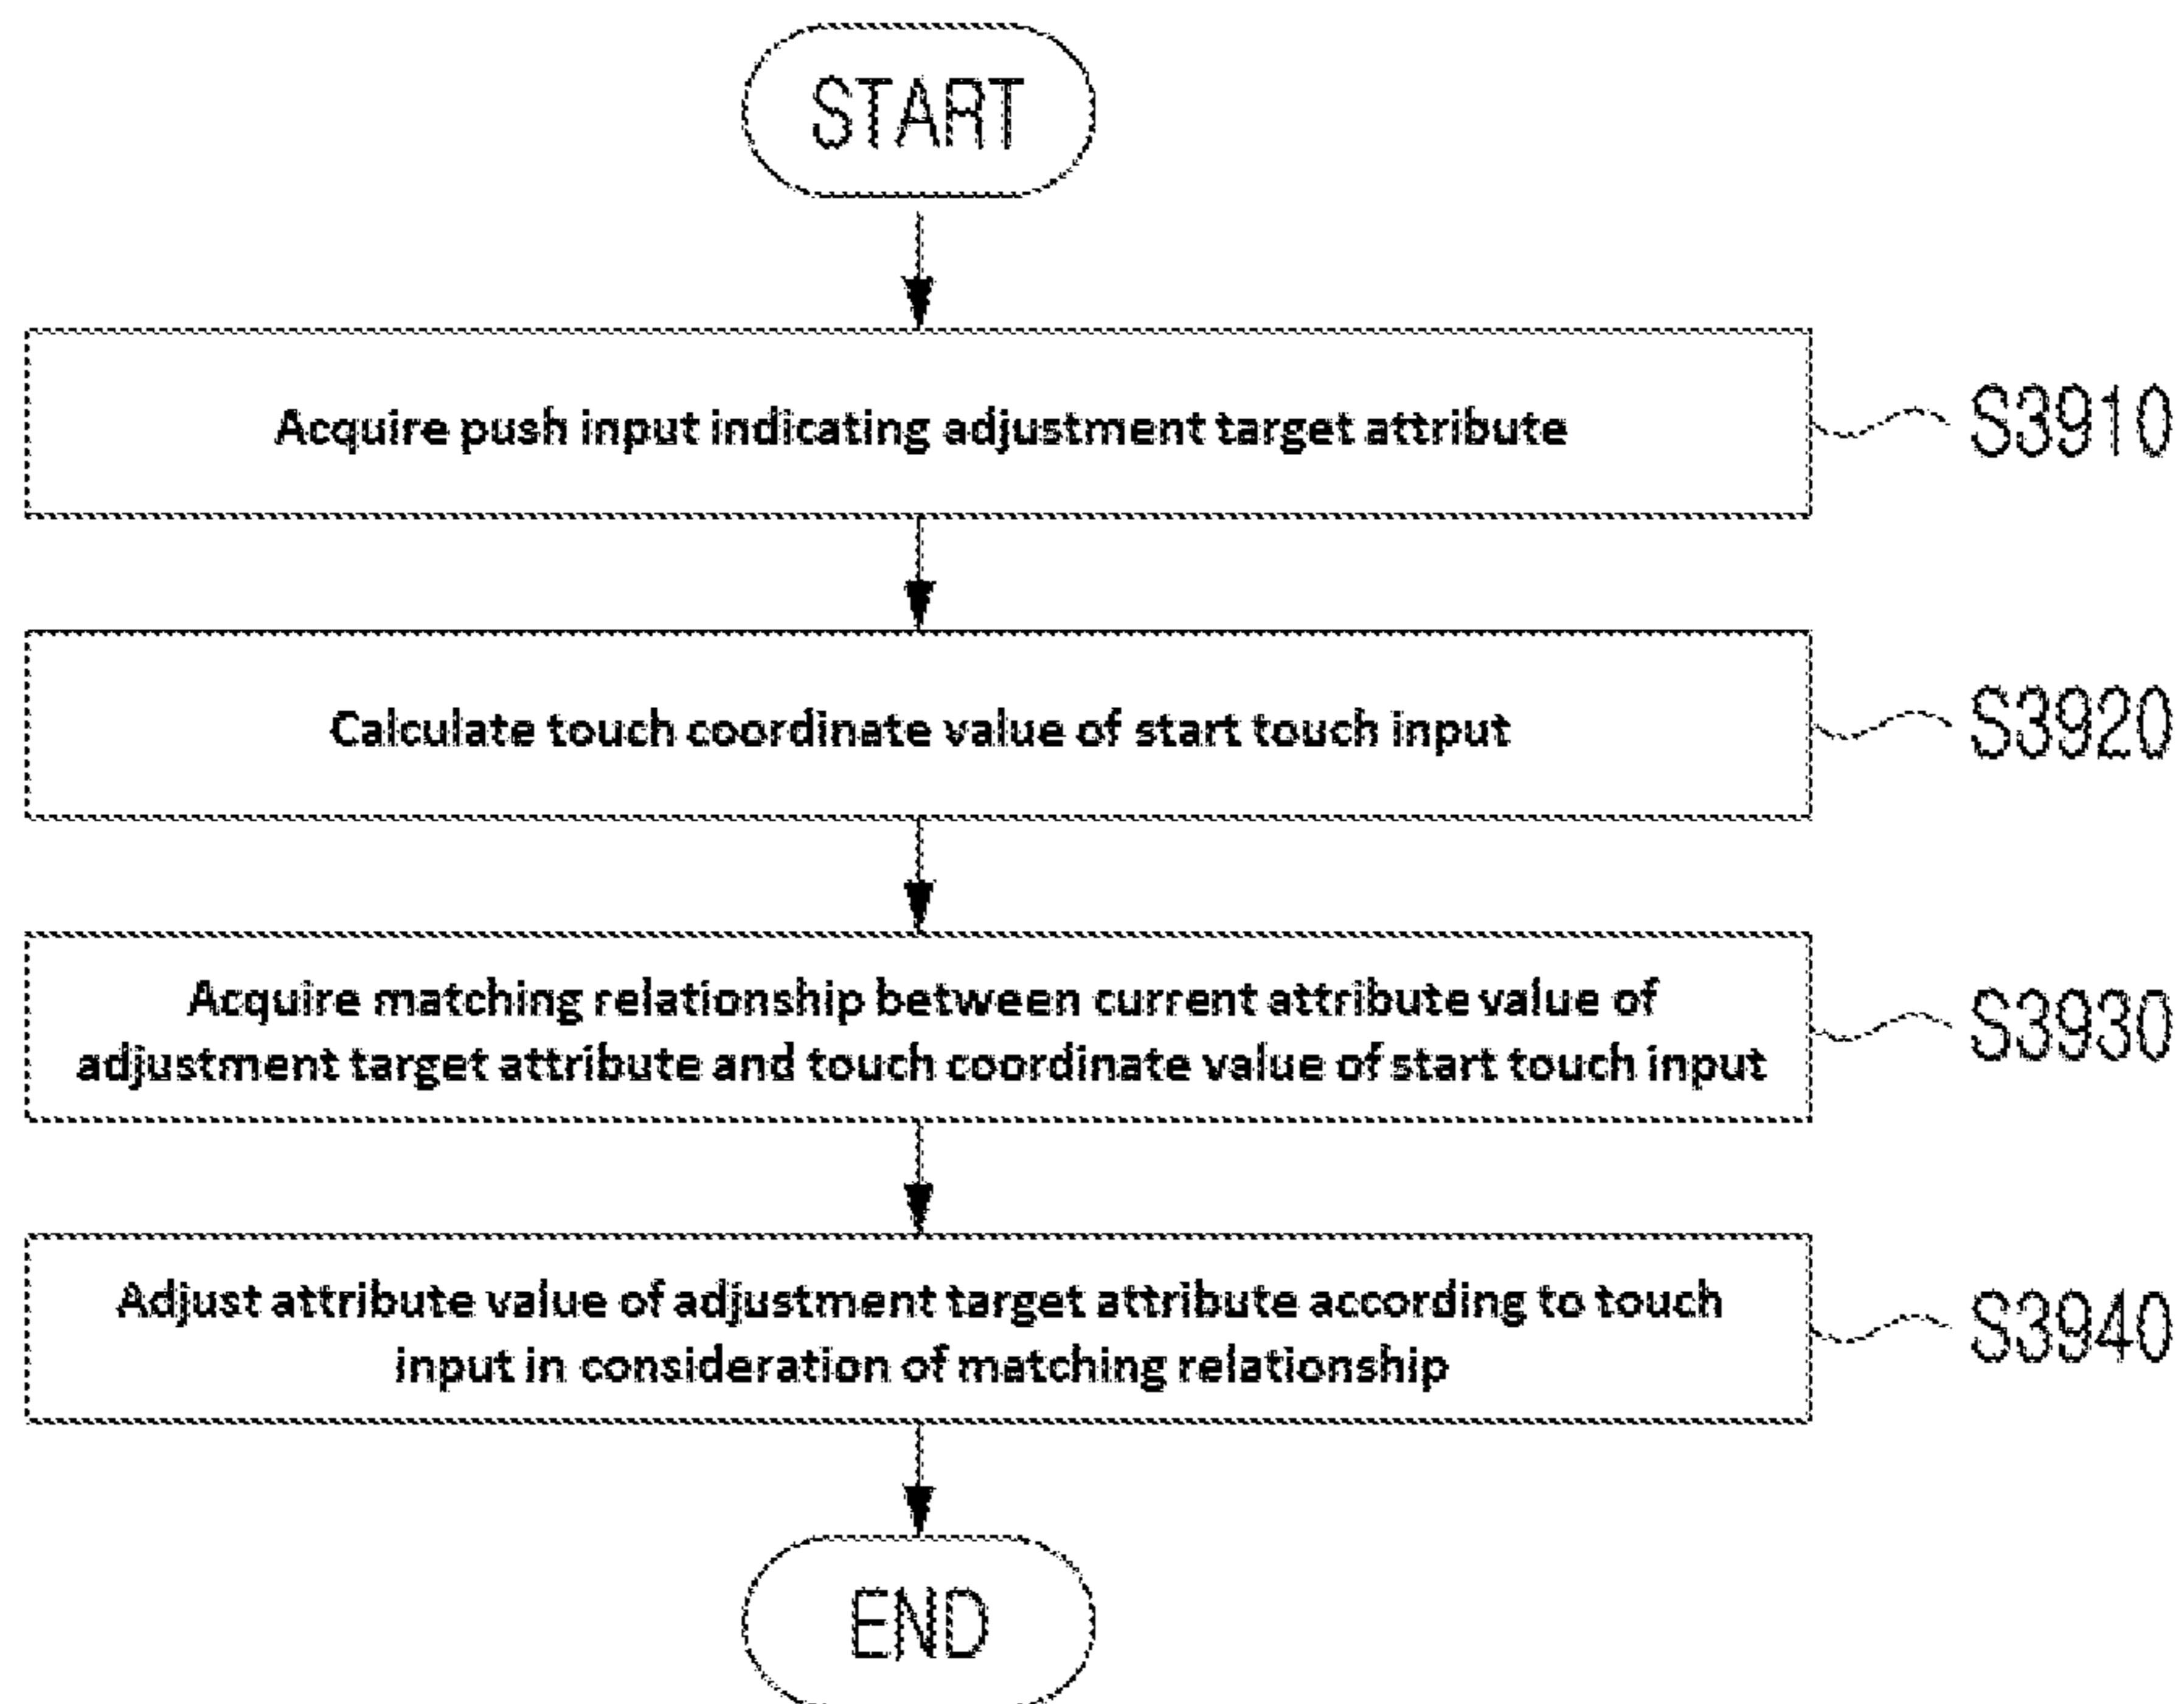 START
Acquire push input indicating adjustment target attribute
S3910
Calculate touch coordinate value of start touch input
S3920
Acquire matching relationship between current attribute value of
adjustment target attribute and touch coordinate value of start touch input
S3930
Adjust attribute value of adjustment target attribute according to touch
input in consideration of matching relationship
S3940
END